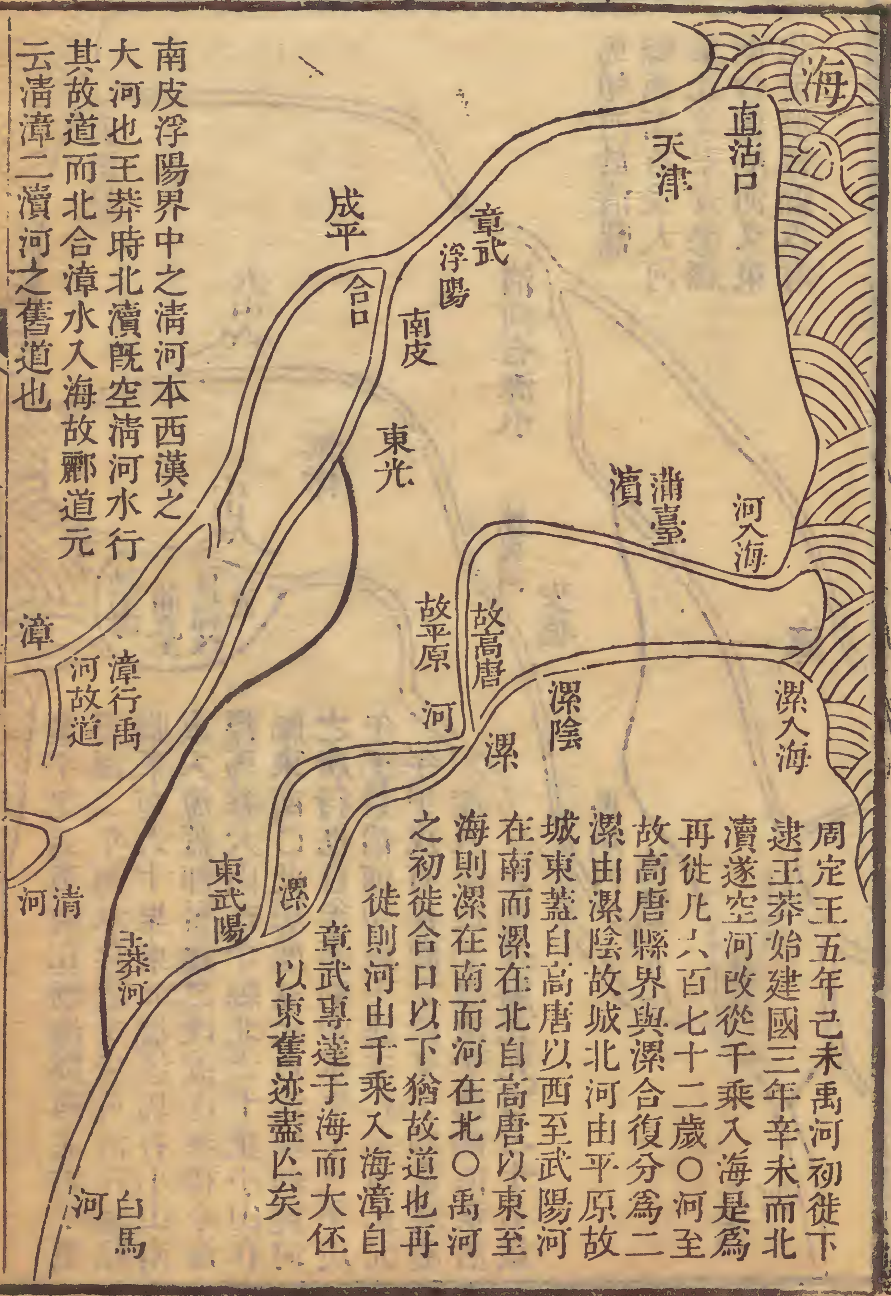 海
直沽口
天津
章武
浮陽
成平
合口
南皮
東光
蒲臺
濱
河入海
故高唐
故平原
河
漯
漯陰
漯入海
漳
漳行禹
河故道
清
河
東武陽
漯
王莽河
白馬
河
周定王五年己未禹河初徙下
逮王莽始建國三年辛未而北
瀆遂空河改從千乘入海是爲
再徙凡六百七十二歲〇河至
故高唐縣界與漯合復分爲二
漯由漯陰故城北河由平原故
城東蓋自高唐以西至武陽河
在南而漯在北自高唐以東至
海則漯在南而河在北〇禹河
之初徙合口以下猶故道也再
徙則河由千乘入海漳自
章武專達于海而大伾
以東舊迹盡亡矣
南皮浮陽界中之清河本西漢之
大河也王莽時北瀆旣空清河水行
其故道而北合漳水入海故酈道元
云清漳二瀆河之舊道也